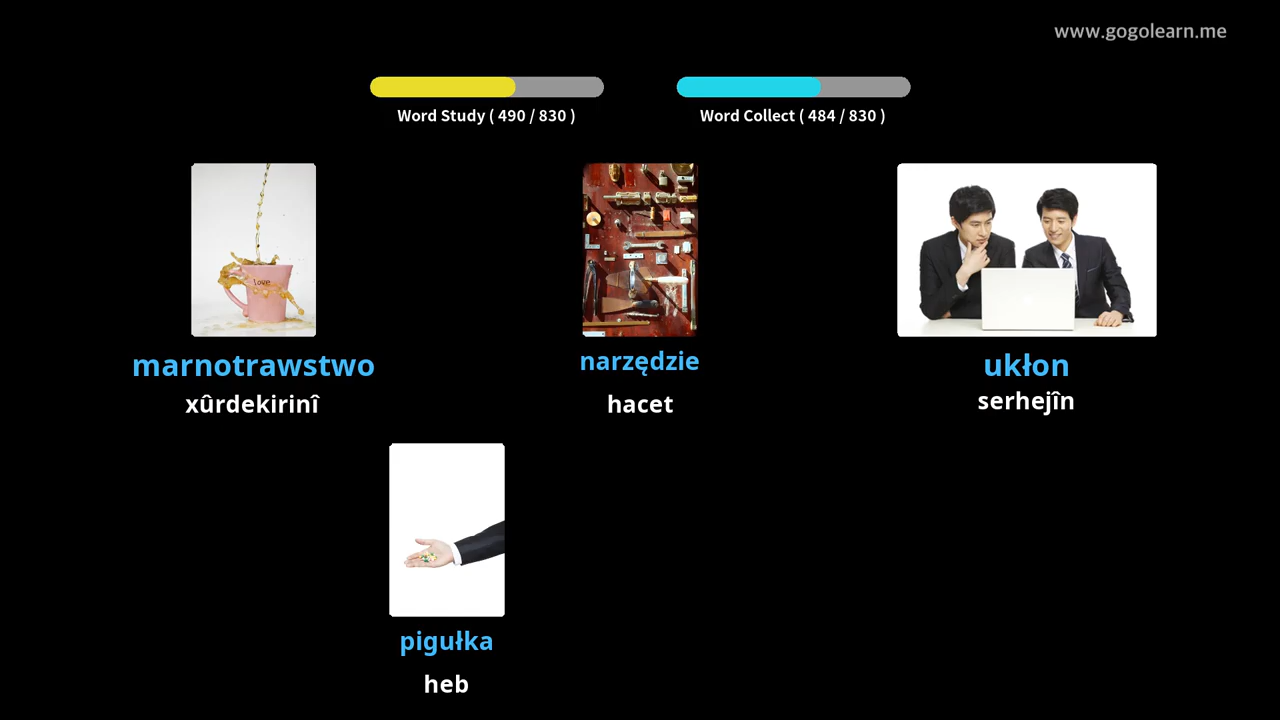 www.gogolearn.me
Word Study ( 490 / 830 )
Word Collect ( 484 / 830 )
love
marnotrawstwo
xûrdekirinî
narzędzie
hacet
ukłon
serhejîn
pigułka
heb